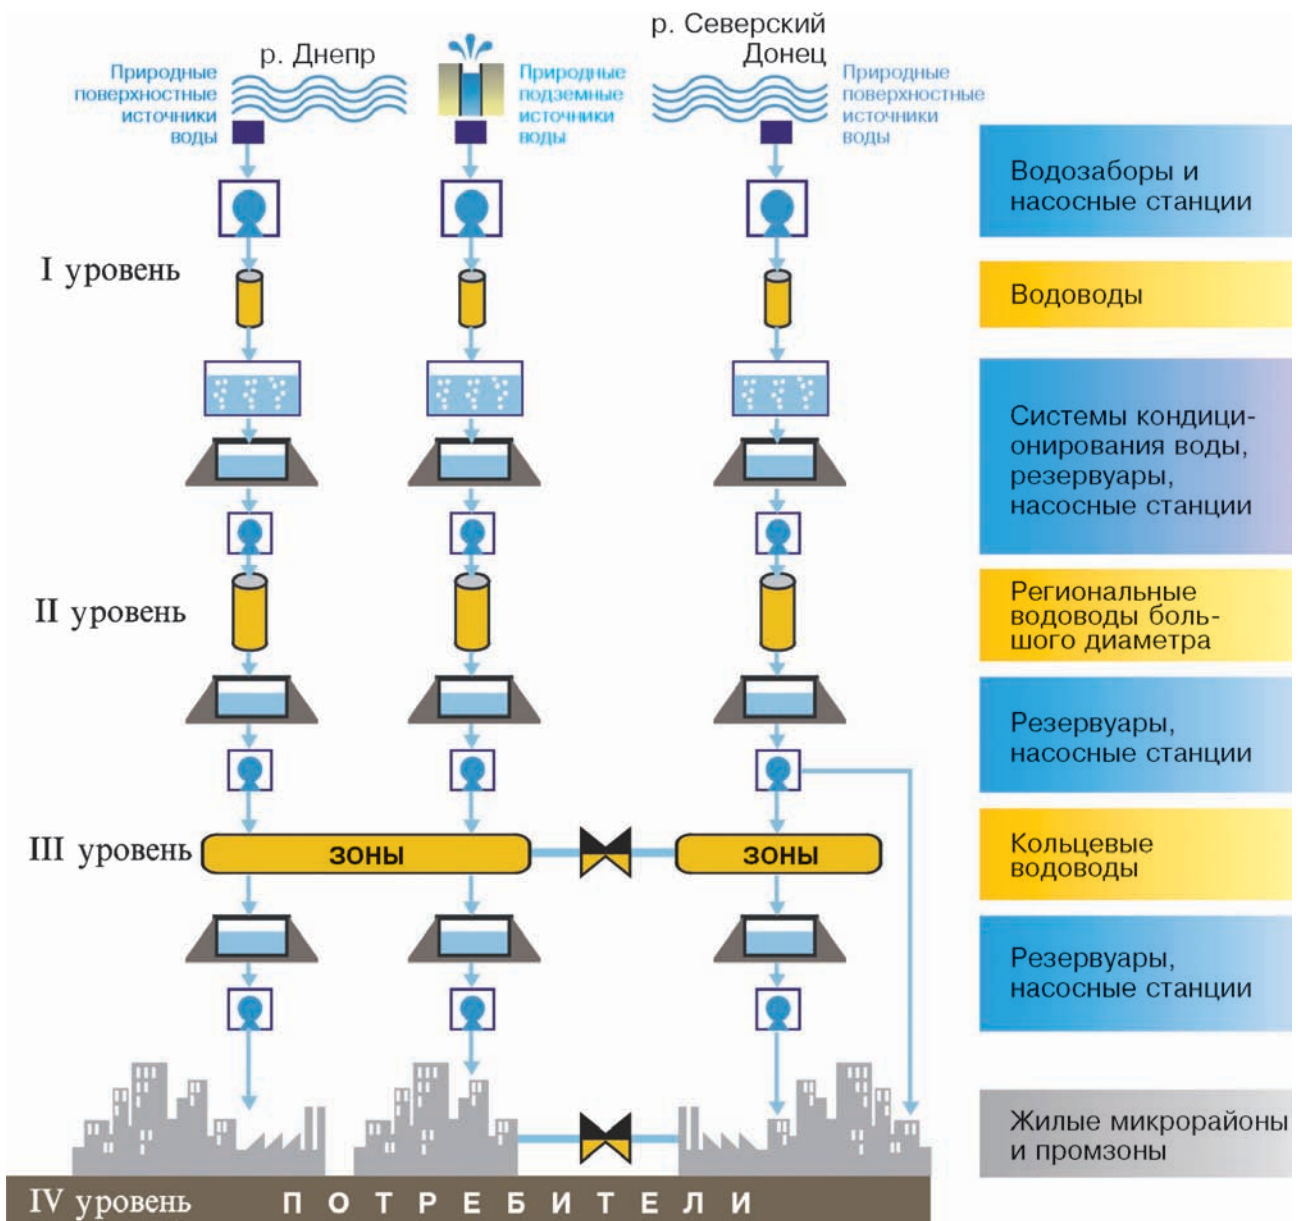 р. Днепр
Природные
поверхностные
источники
воды
Природные
подземные
источники
воды
р. Северский
Донец
Природные
поверхностные
источники
воды
Водозаборы и
насосные станции
I уровень
Водоводы
Системы кондици-
онирования воды,
резервуары,
насосные станции
II уровень
Региональные
водоводы боль-
шого диаметра
Резервуары,
насосные станции
III уровень
ЗОНЫ
ЗОНЫ
Кольцевые
водоводы
Резервуары,
насосные станции
Жилые микрорайоны
и промзоны
IV уровень
ПОТРЕБИТЕЛИ